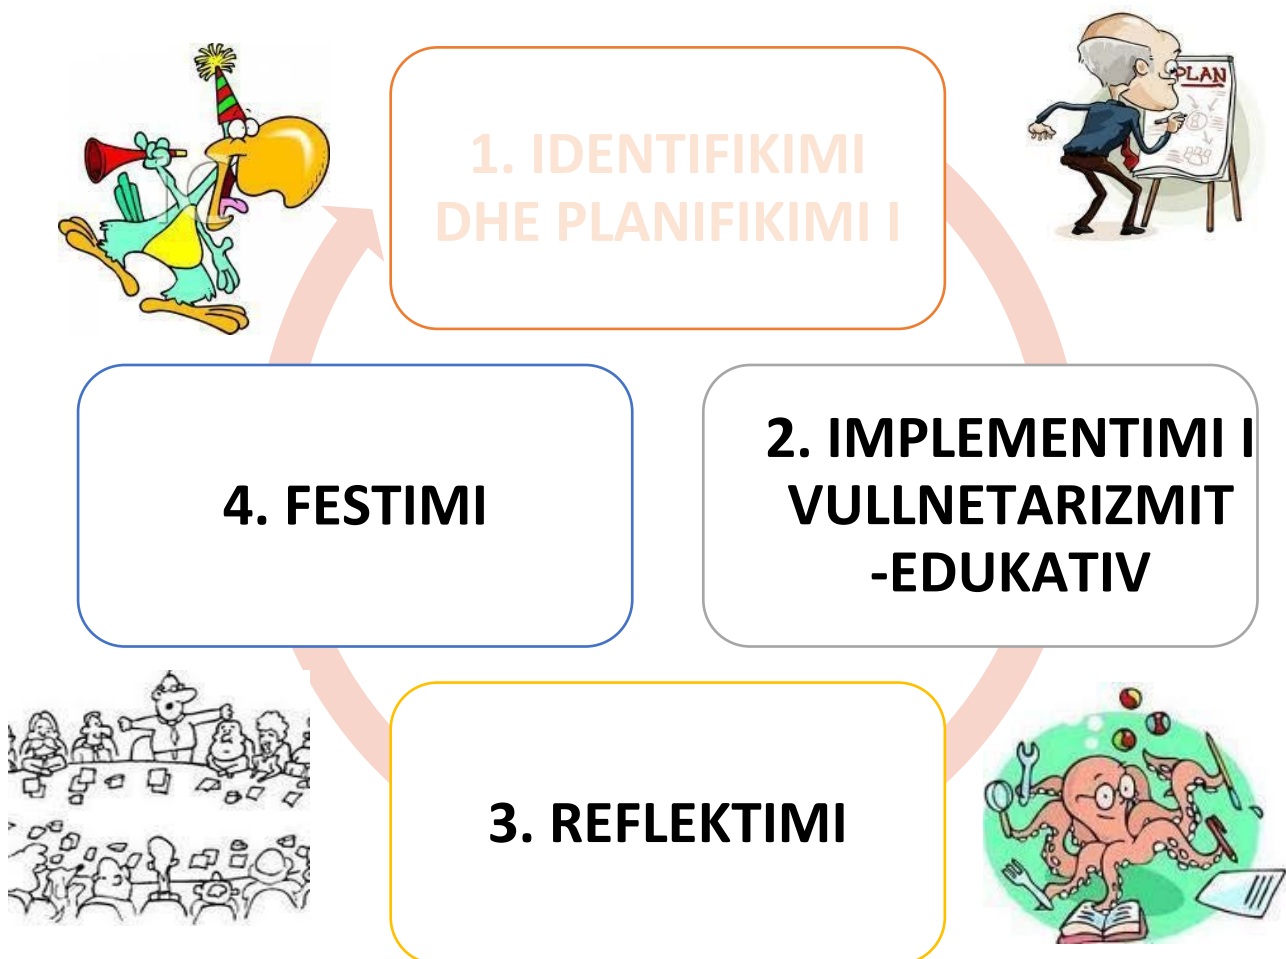 1. IDENTIFIKIMI
DHE PLANIFIKIMI I
PLAN
2. IMPLEMENTIMI I
VULLNETARIZMIT
-EDUKATIV
3. REFLEKTIMI
4. FESTIMI